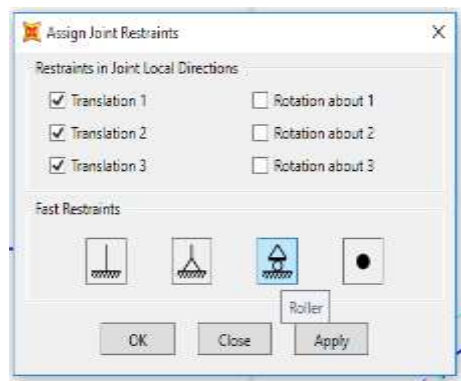 Assign Joint Restraints
Restraints in Joint Local Directions
Translation 1
Rotation about 1
Translation 2
Rotation about 2
Translation 3
Rotation about 3
Fast Restraints
Roller
OK
Close
Apply